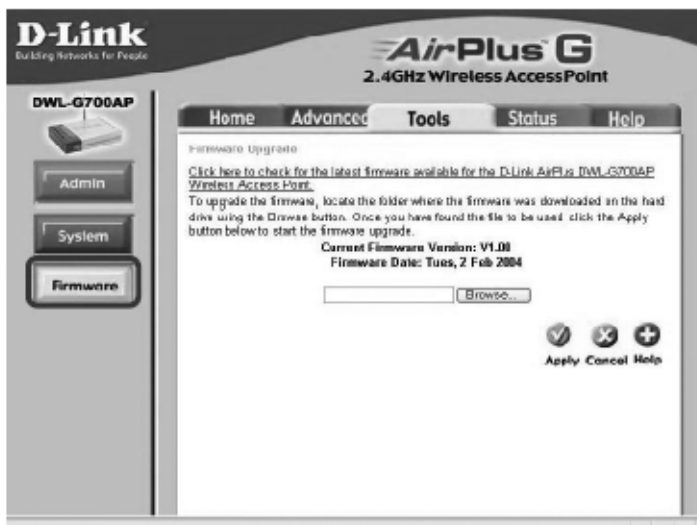 D-Link
Building Networks for People
AirPlus G
2.4GHz Wireless Access Point
DWL-G700AP
Home Advanced Tools Status Help
Admin
System
Firmware
Firmware Upgrade
Click here to check for the latest firmware available for the D-Link AirPlus DWL-G700AP
Wireless Access Point.
To upgrade the firmware, locate the folder where the firmware was downloaded on the hard
drive using the Browse button. Once you have found the file to be used click the Apply
button below to start the firmware upgrade.
Current Firmware Version: V1.00
Firmware Date: Tues, 2 Feb 2004
Browse...
Apply Cancel Help